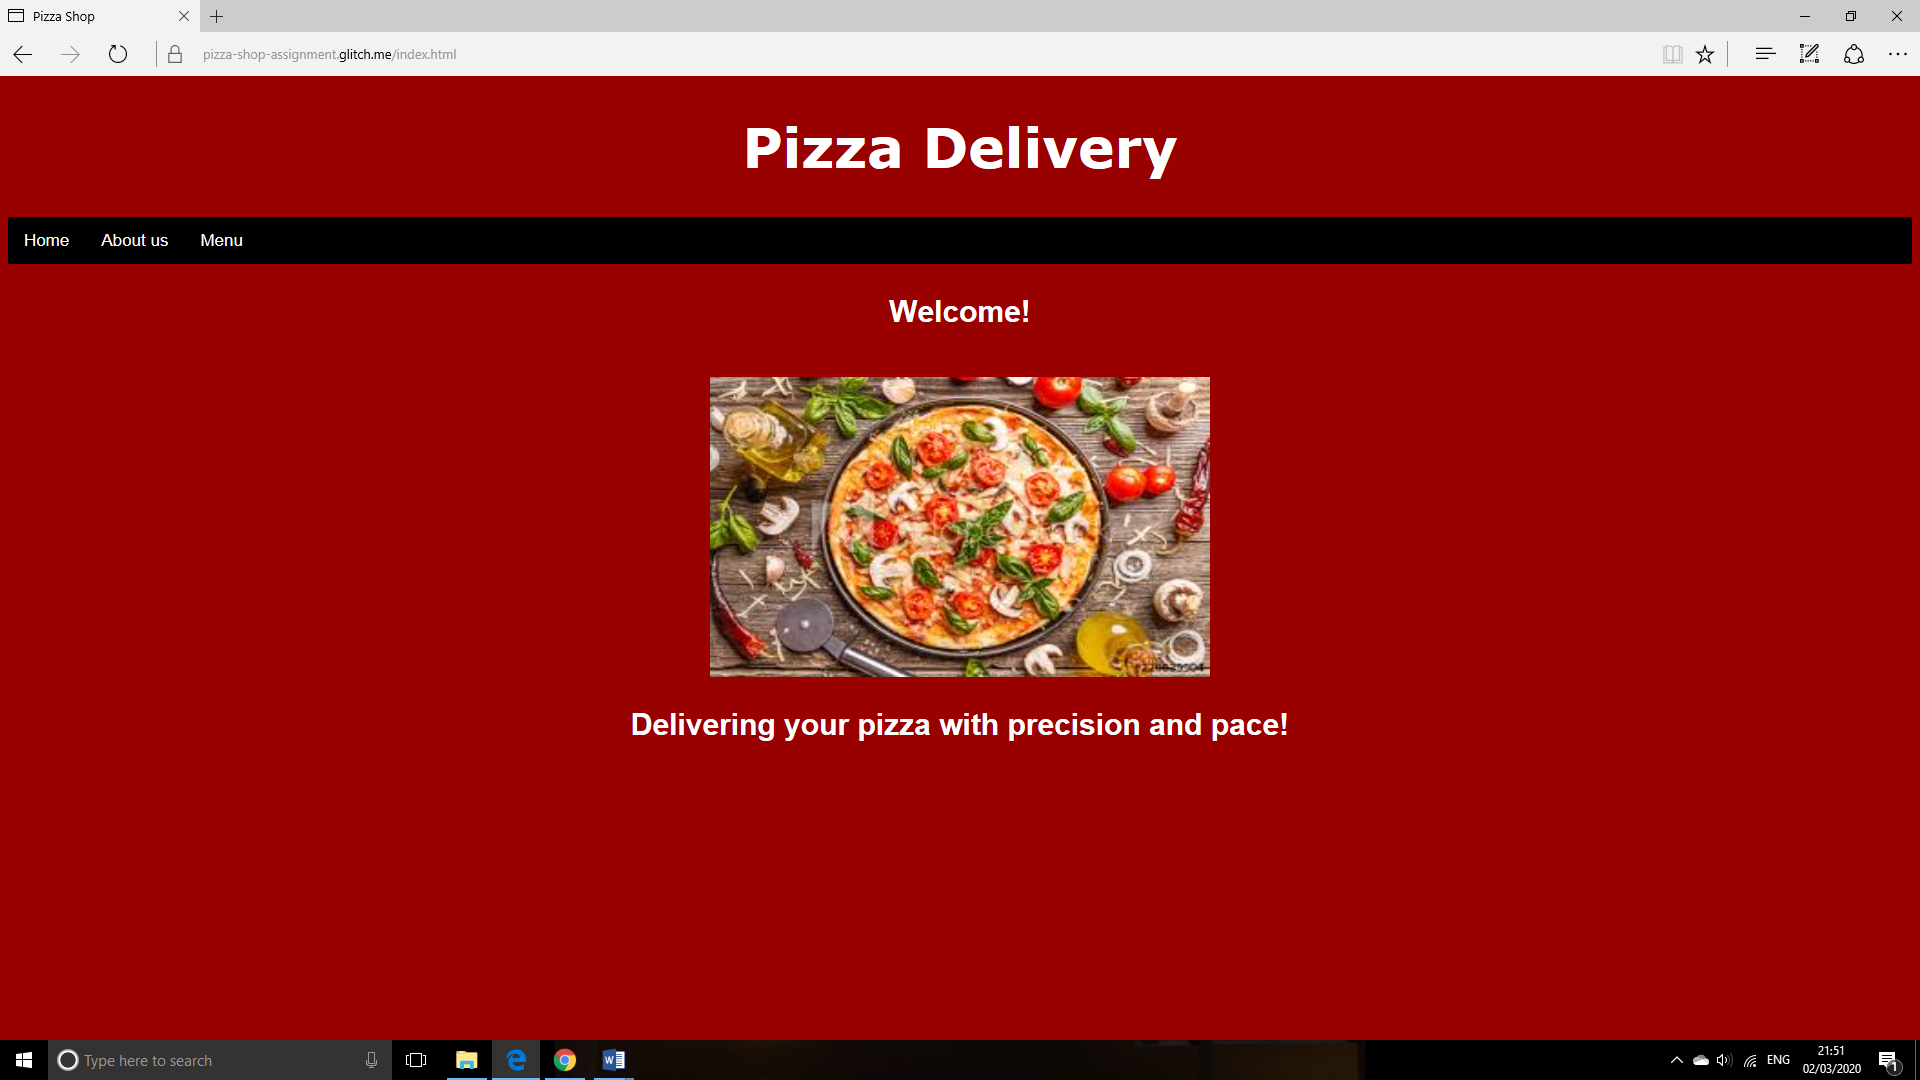 Pizza Shop
pizza-shop-assignment.glitch.me/index.html
Pizza Delivery
Home About us Menu
Welcome!
Delivering your pizza with precision and pace!
Type here to search
ENG
21:51
02/03/2020
1